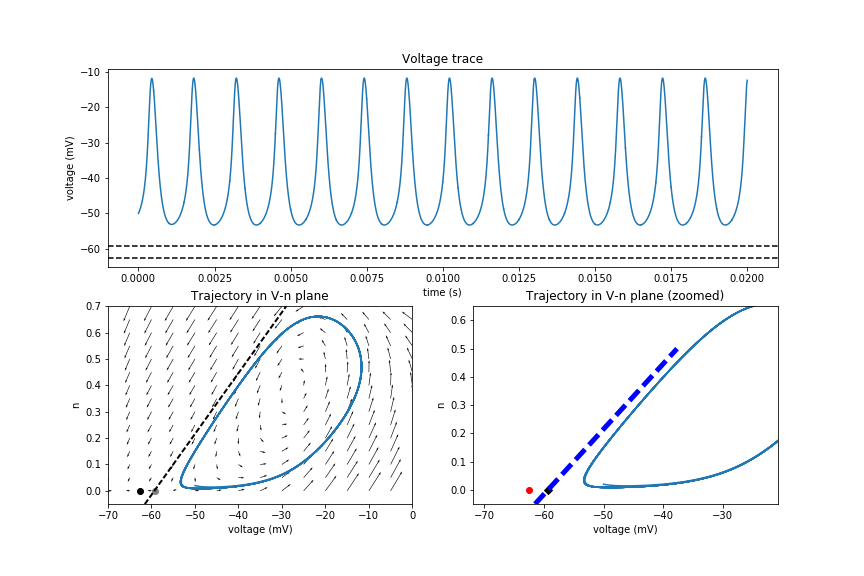 Voltage trace
voltage (mV)
−10
−20
−30
−40
−50
−60
0.0000 0.0025 0.0050 0.0075 0.0100 0.0125 0.0150 0.0175 0.0200
time (s)
Trajectory in V-n plane
n
0.7
0.6
0.5
0.4
0.3
0.2
0.1
0.0
−70 −60 −50 −40 −30 −20 −10 0
voltage (mV)
Trajectory in V-n plane (zoomed)
n
0.6
0.5
0.4
0.3
0.2
0.1
0.0
−70 −60 −50 −40 −30
voltage (mV)